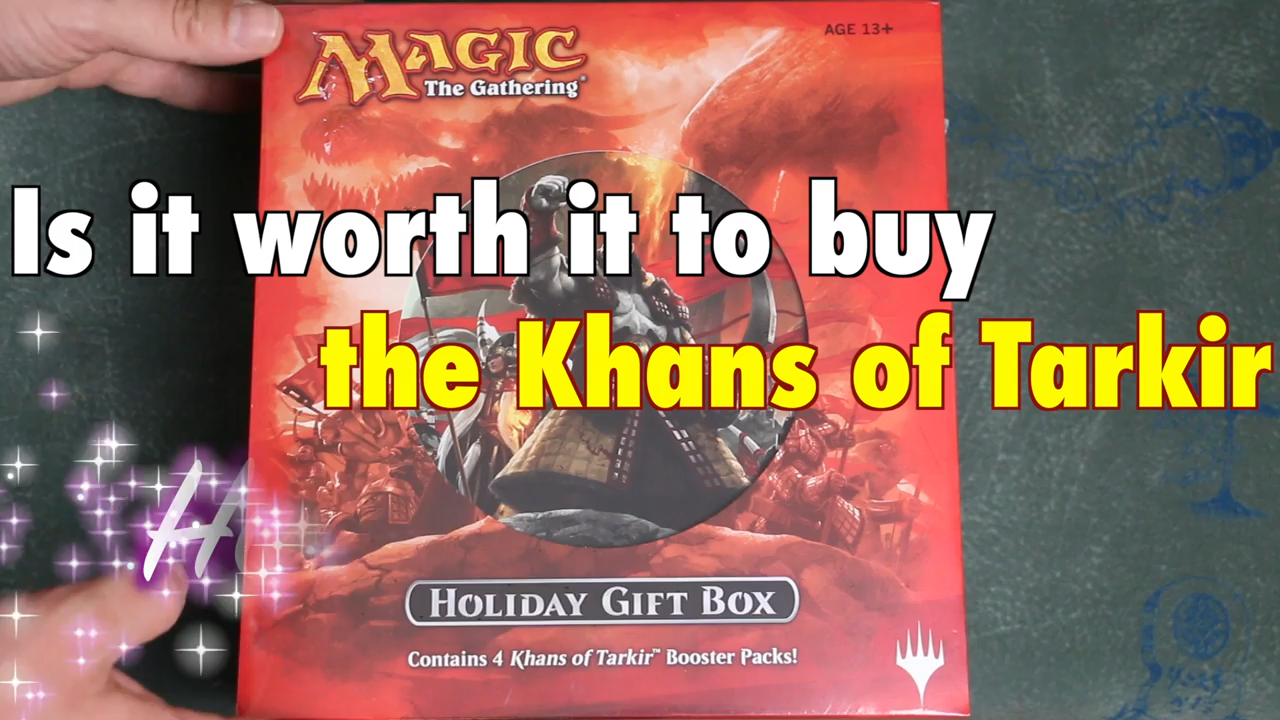 MAGIC
The Gathering®
AGE 13+
Is it worth it to buy
the Khans of Tarkir
H
HOLIDAY GIFT BOX
Contains 4 Khans of Tarkir™ Booster Packs!